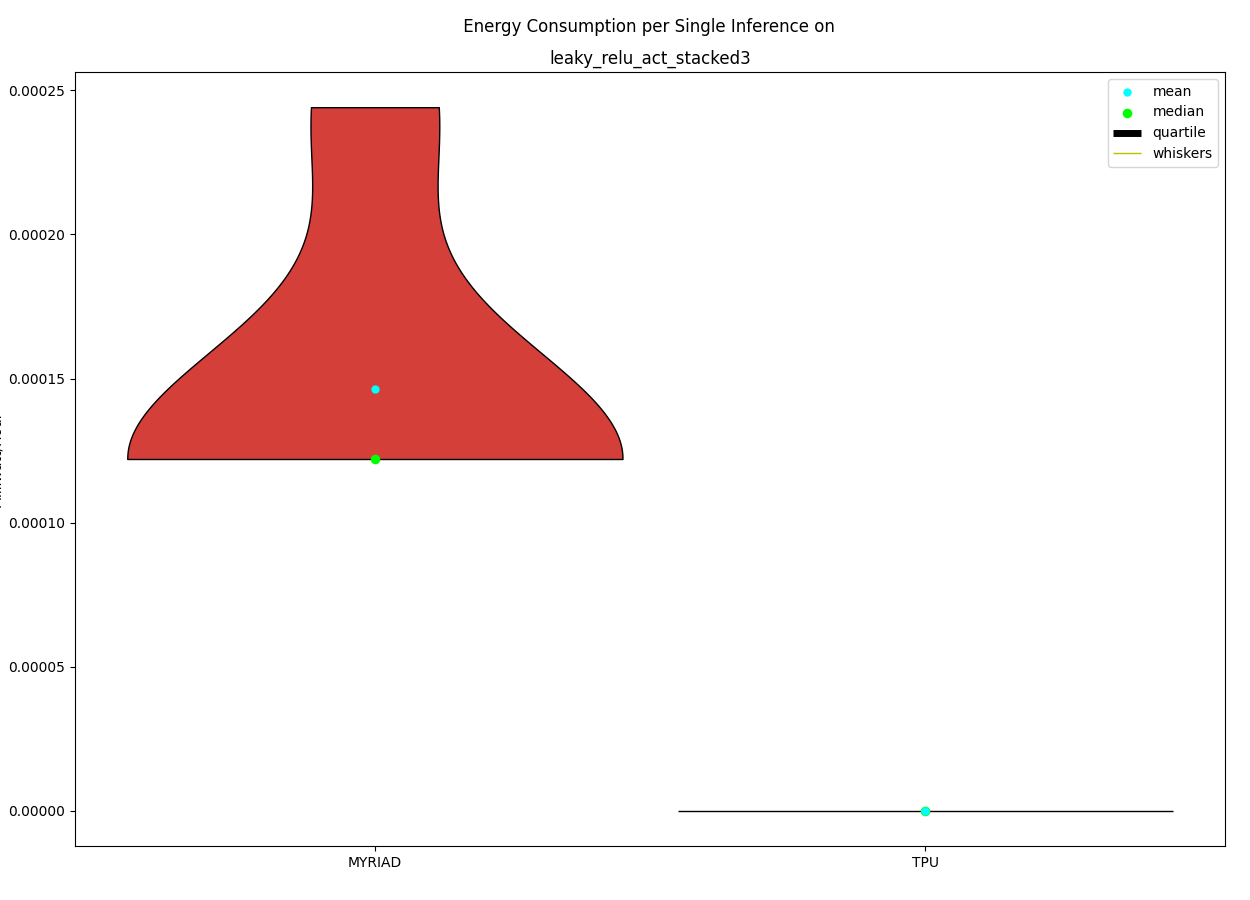 Energy Consumption per Single Inference on
leaky_relu_act_stacked3
mean
median
quartile
whiskers
0.00025
0.00020
0.00015
0.00010
0.00005
0.00000
MYRIAD
TPU